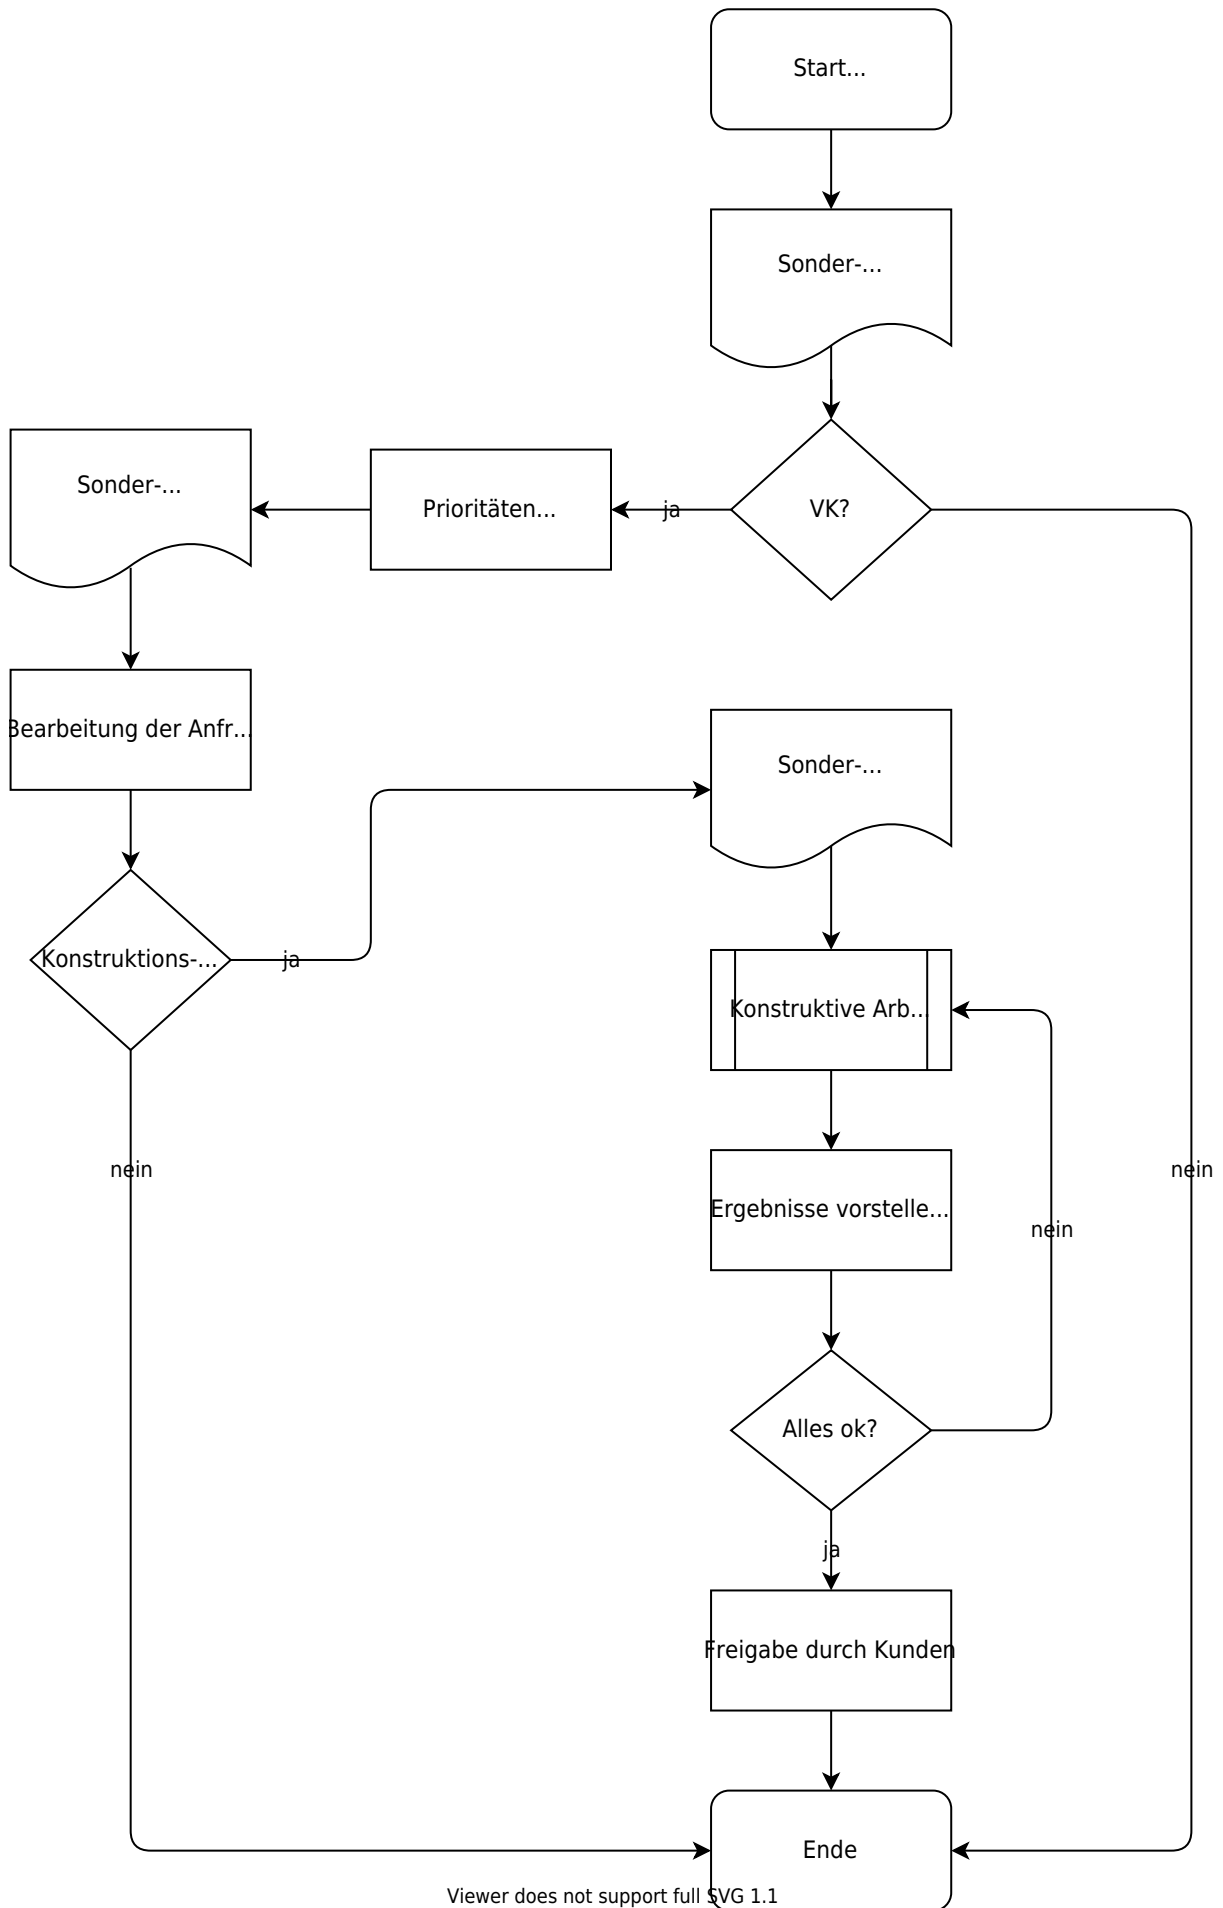 Start...
Sonder-...
Sonder-...
Prioritäten...
ja
VK?
Bearbeitung der Anfr...
Sonder-...
Konstruktions-...
ja
Konstruktive Arb...
nein
nein
Ergebnisse vorstelle...
nein
Alles ok?
ja
Freigabe durch Kunden
Ende
Viewer does not support full SVG 1.1